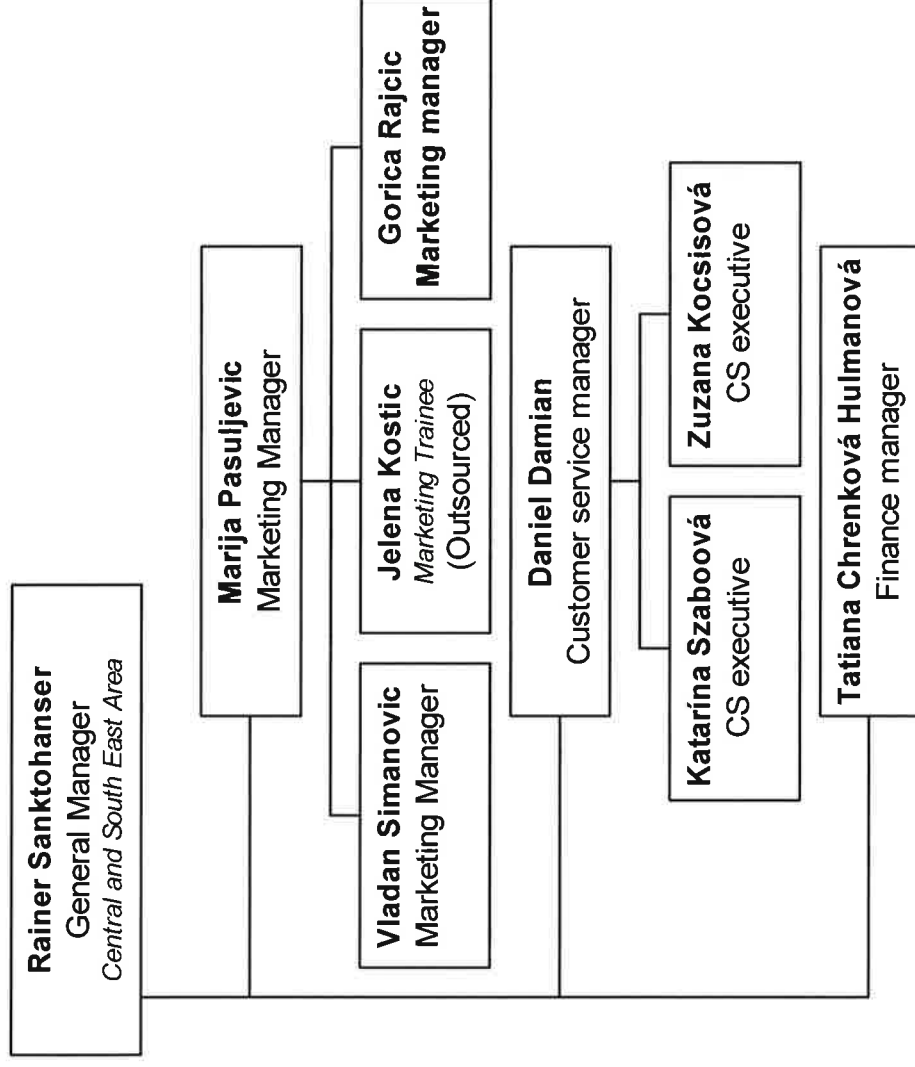 Rainer Sanktohanser
General Manager
Central and South East Area
Marija Pasuljevic
Marketing Manager
Vladan Simanovic
Marketing Manager
Jelena Kostic
Marketing Trainee
(Outsourced)
Gorica Rajcic
Marketing manager
Daniel Damian
Customer service manager
Katarína Szaboová
CS executive
Zuzana Kocsisová
CS executive
Tatiana Chrenková Hulmanová
Finance manager